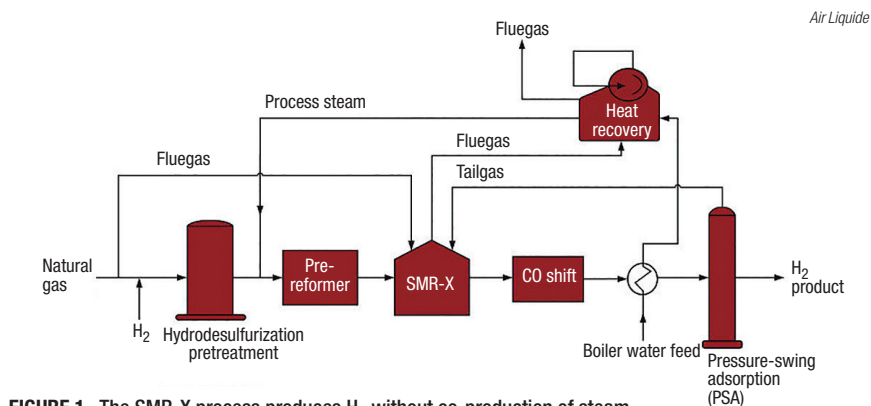 Air Liquide
Fluegas
Process steam
Heat
recovery
Fluegas
Fluegas
Tailgas
Natural
gas
Pre-
reformer
SMR-X
CO shift
H2
product
H2
Hydrodesulfurization
pretreatment
Boiler water feed
Pressure-swing
adsorption
(PSA)
FIGURE 1. The SMR-X process produces H2 without co-production of steam